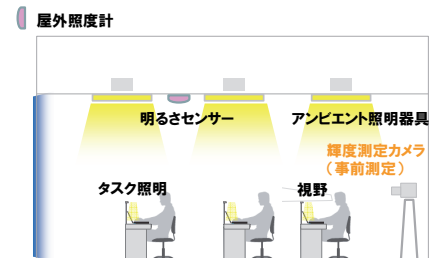 屋外照度計
明るさセンサー
アンビエント照明器具
輝度測定カメラ
（事前測定）
タスク照明
視野